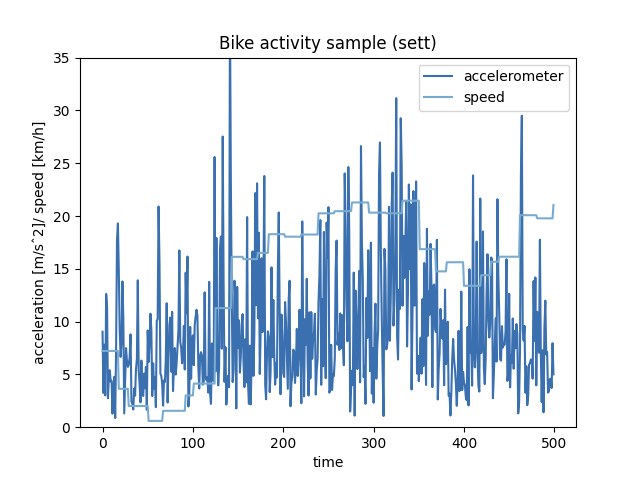 Bike activity sample (sett)
accelerometer
speed
acceleration [m/s^2]/ speed [km/h]
35
30
25
20
15
10
5
0
0 100 200 300 400 500
time